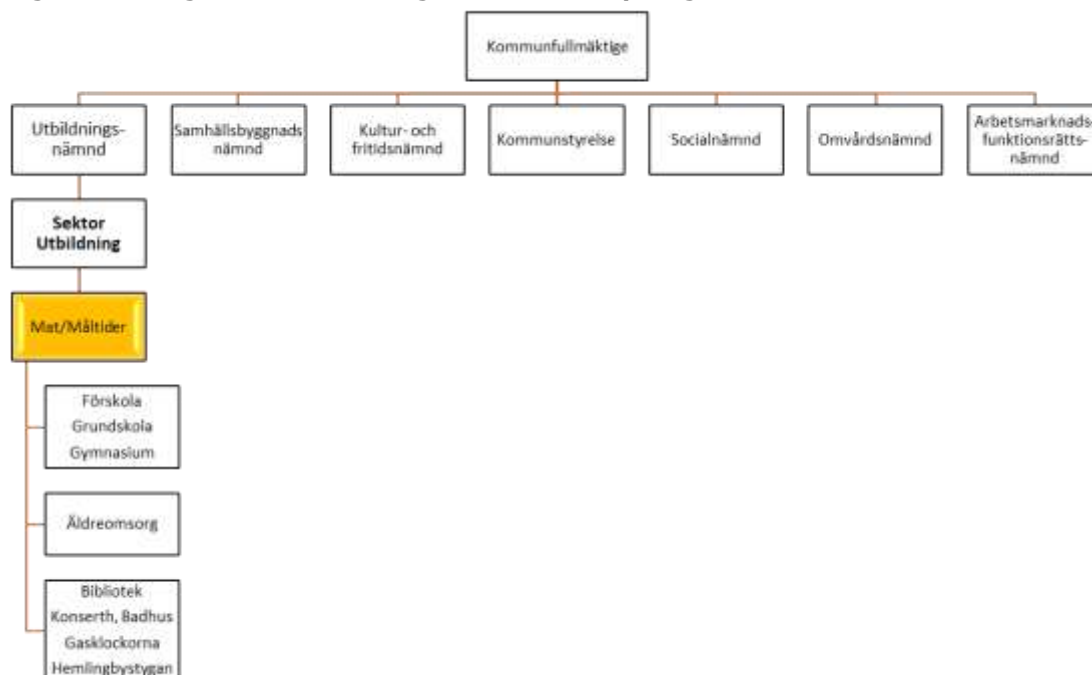 Kommunfullmäktige
Utbildnings-
nämnd
Samhällsbyggnads
nämnd
Kultur- och
fritidsnämnd
Kommunstyrelse
Socialnämnd
Omvårdsnämnd
Arbetsmarknads-
funktionsrätts-
nämnd
Sektor
Utbildning
Mat/Måltider
Förskola
Grundskola
Gymnasium
Äldreomsorg
Bibliotek
Konserth, Badhus
Gasklockorna
Hemlingbystygan